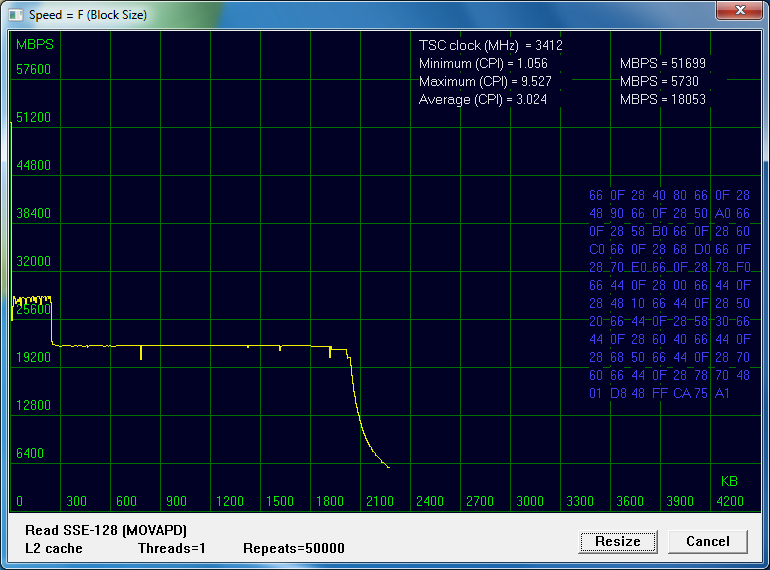 Speed = F (Block Size)
MBPS
57600
51200
44800
38400
32000
25600
19200
12800
6400
TSC clock (MHz) = 3412
Minimum (CPI) = 1.056 MBPS = 51699
Maximum (CPI) = 9.527 MBPS = 5730
Average (CPI) = 3.024 MBPS = 18053
66 0F 28 40 80 66 0F 28
48 90 66 0F 28 50 A0 66
0F 28 58 B0 66 0F 28 60
C0 66 0F 28 68 D0 66 0F
28 70 E0 66 0F 28 78 F0
66 44 0F 28 00 66 44 0F
28 48 10 66 44 0F 28 50
20 66 44 0F 28 58 30 66
44 0F 28 60 40 66 44 0F
28 68 50 66 44 0F 28 70
60 66 44 0F 28 78 70 48
01 D8 48 FF CA 75 A1
KB
0 300 600 900 1200 1500 1800 2100 2400 2700 3000 3300 3600 3900 4200
Read SSE-128 (MOVAPD)
L2 cache Threads=1 Repeats=50000
Resize Cancel